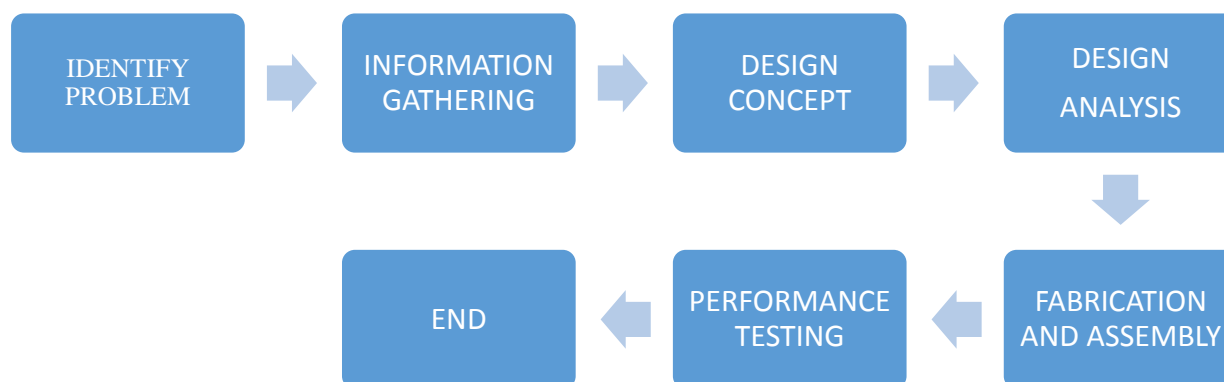 IDENTIFY
PROBLEM
INFORMATION
GATHERING
DESIGN
CONCEPT
DESIGN
ANALYSIS
FABRICATION
AND ASSEMBLY
PERFORMANCE
TESTING
END